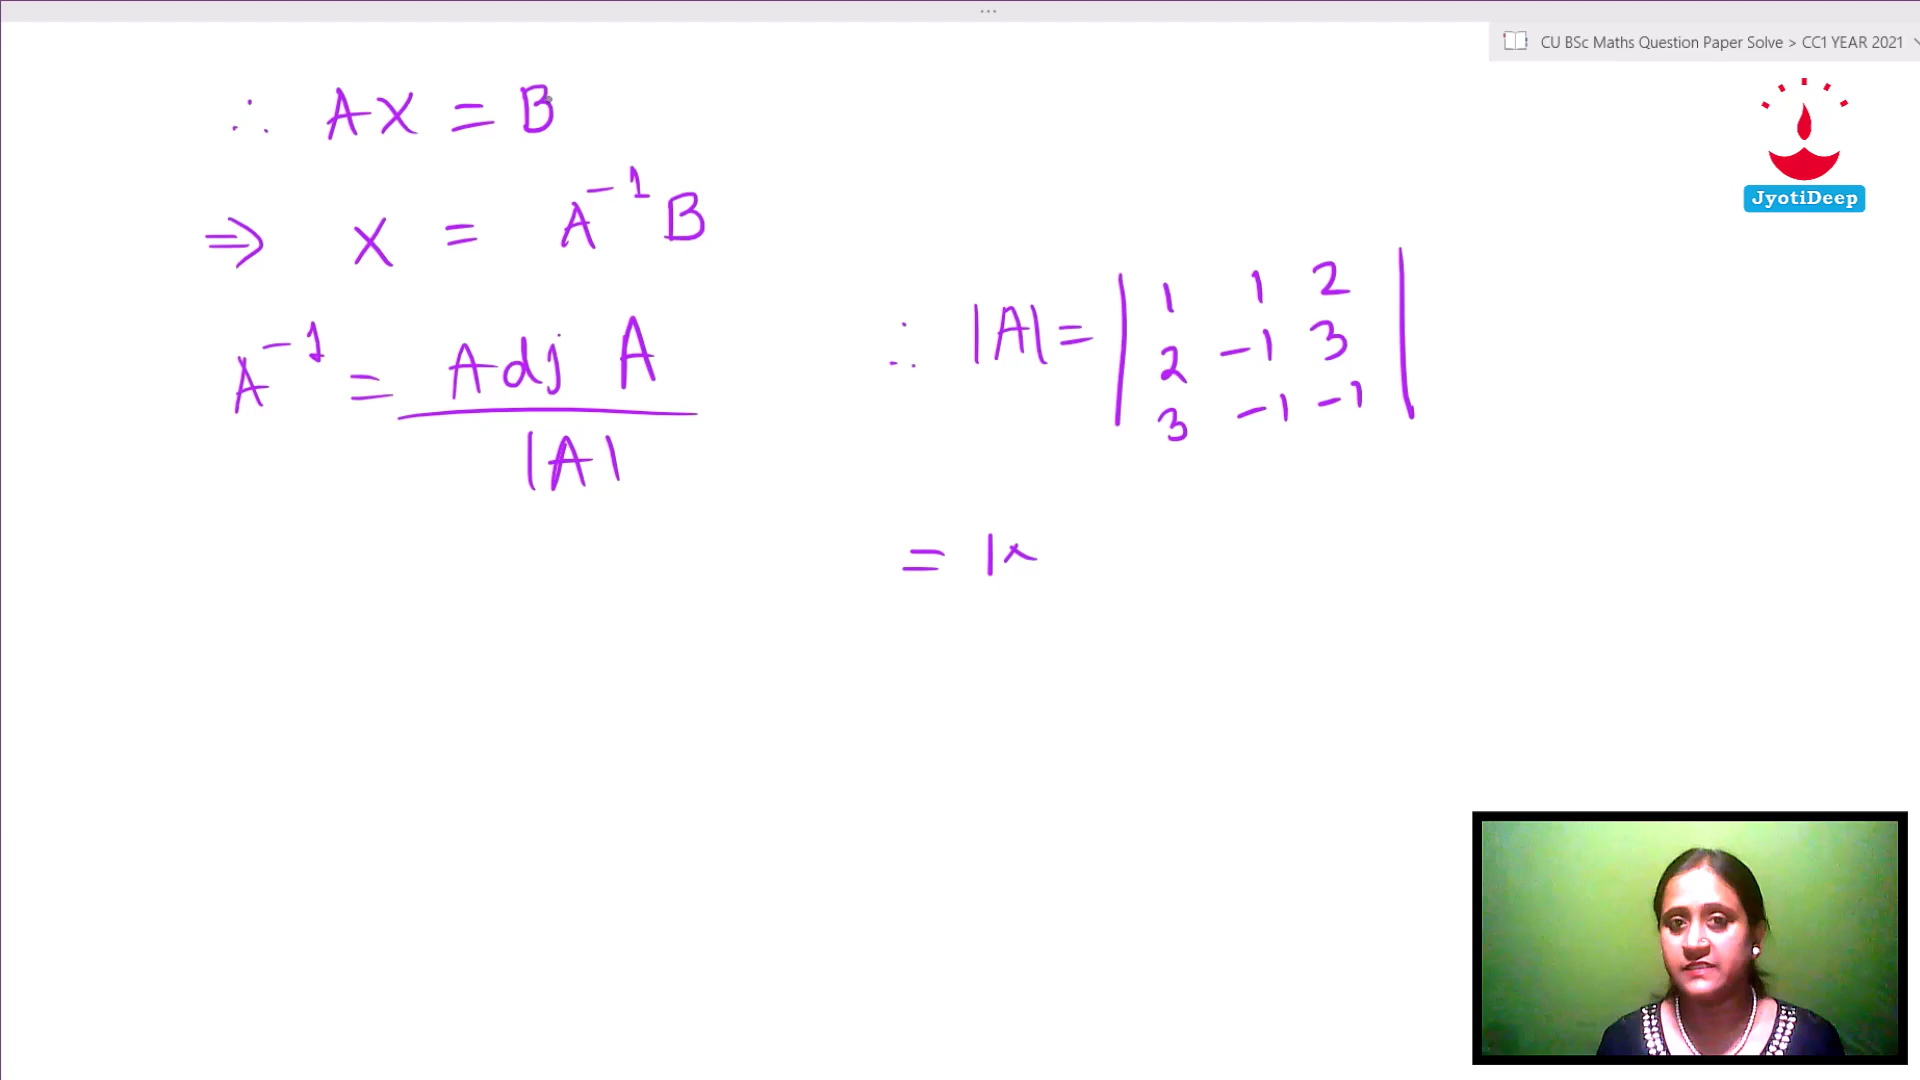 ...
CU BSc Maths Question Paper Solve > CC1 YEAR 2021
JyotiDeep
∴ AX = B
⇒ X = A⁻¹ B
A⁻¹ = Adj A
|A|
∴ |A| =
| 1 1 2 |
| 2 -1 3 |
| 3 -1 -1 |
= 1×